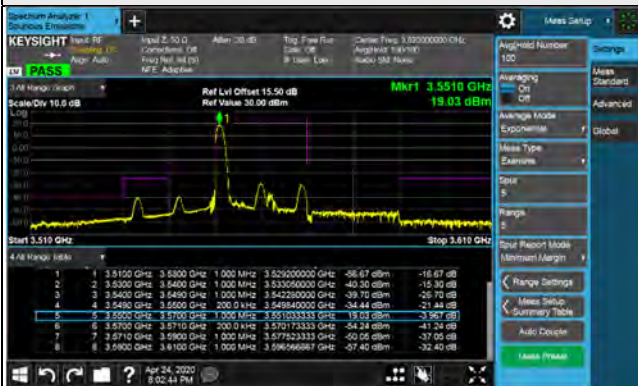 Spectrum Analyzer 1
Spurious Emissions
+
Meas Setup
KEYSIGHT Input: RF
Coupling: DC
Align: Auto
Input Z: 50 Ω
Corrections: Off
Freq Ref: Int (S)
NFE: Adaptive
Atten: 30 dB
Trig: Free Run
Gate: Off
IF Gain: Low
Center Freq: 3.820000000 GHz
Avg|Hold: 100/100
Radio Std: None
LM PASS
3 All Range Graph
Scale/Div 10.0 dB
Ref Lvl Offset 15.50 dB
Ref Value 30.00 dBm
Mkr1 3.5510 GHz
19.03 dBm
Log
1
Start 3.510 GHz
Stop 3.610 GHz
4 All Range Table
1 1 3.5100 GHz 3.5300 GHz 1.000 MHz 3.529200000 GHz -56.67 dBm -16.67 dB
2 2 3.5300 GHz 3.5400 GHz 1.000 MHz 3.533050000 GHz -40.30 dBm -15.30 dB
3 3 3.5400 GHz 3.5490 GHz 1.000 MHz 3.542280000 GHz -39.70 dBm -26.70 dB
4 4 3.5490 GHz 3.5500 GHz 200.0 kHz 3.549840000 GHz -34.44 dBm -21.44 dB
5 5 3.5500 GHz 3.5700 GHz 1.000 MHz 3.551033333 GHz 19.03 dBm -3.967 dB
6 6 3.5700 GHz 3.5710 GHz 200.0 kHz 3.570173333 GHz -54.24 dBm -41.24 dB
7 7 3.5710 GHz 3.5800 GHz 1.000 MHz 3.577523333 GHz -50.05 dBm -37.05 dB
8 8 3.5800 GHz 3.6100 GHz 1.000 MHz 3.596566667 GHz -57.40 dBm -32.40 dB
Avg|Hold Number
100
Averaging
On
Off
Average Mode
Exponential
Meas Type
Examine
Spur
5
Range
5
Spur Report Mode
Minimum Margin
Range Settings
Meas Setup
Summary Table
Auto Couple
Meas Preset
Settings
Meas
Standard
Advanced
Global
?
Apr 24, 2020
8:02:44 PM